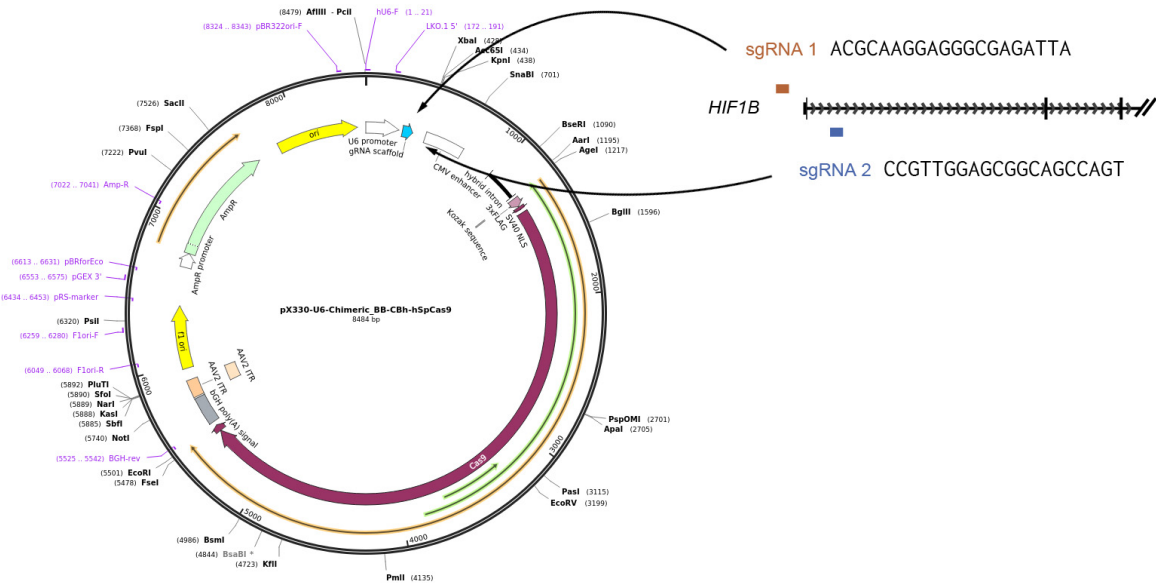 (8479) AflIII - PciI
hU6-F (1 .. 21)
(8324 .. 8343) pBR322ori-F
LKO.1 5' (172 .. 191)
XbaI (428)
Acc65I (434)
KpnI (438)
SnaBI (701)
sgRNA 1 ACGCAAGGAGGGCGAGATTA
HIF1B
sgRNA 2 CCGTTGGAGCGGCAGCCAGT
(7526) SacII
(7368) FspI
(7222) PvuI
(7022 .. 7041) Amp-R
(6613 .. 6631) pBRforEco
(6553 .. 6575) pGEX 3'
(6434 .. 6453) pRS-marker
(6320) PsiI
(6259 .. 6280) F1ori-F
(6049 .. 6068) F1ori-R
(5892) PluTI
(5890) SfoI
(5889) NarI
(5888) KasI
(5885) SbfI
(5740) NotI
(5525 .. 5542) BGH-rev
(5501) EcoRI
(5478) FseI
(4986) BsmI
(4844) BsaBI *
(4723) KflI
PmlI (4135)
BseRI (1090)
AarI (1195)
AgeI (1217)
BglII (1596)
PspOMI (2701)
ApaI (2705)
PasI (3115)
EcoRV (3199)
8000
1000
2000
3000
4000
5000
6000
7000
ori
U6 promoter
gRNA scaffold
CMV enhancer
hybrid intron
3xFLAG
SV40 NLS
Kozak sequence
AmpR
AmpR promoter
f1 ori
AAV2 ITR
AAV2 ITR
bGH poly(A) signal
Cas9
pX330-U6-Chimeric_BB-CBh-hSpCas9
8484 bp